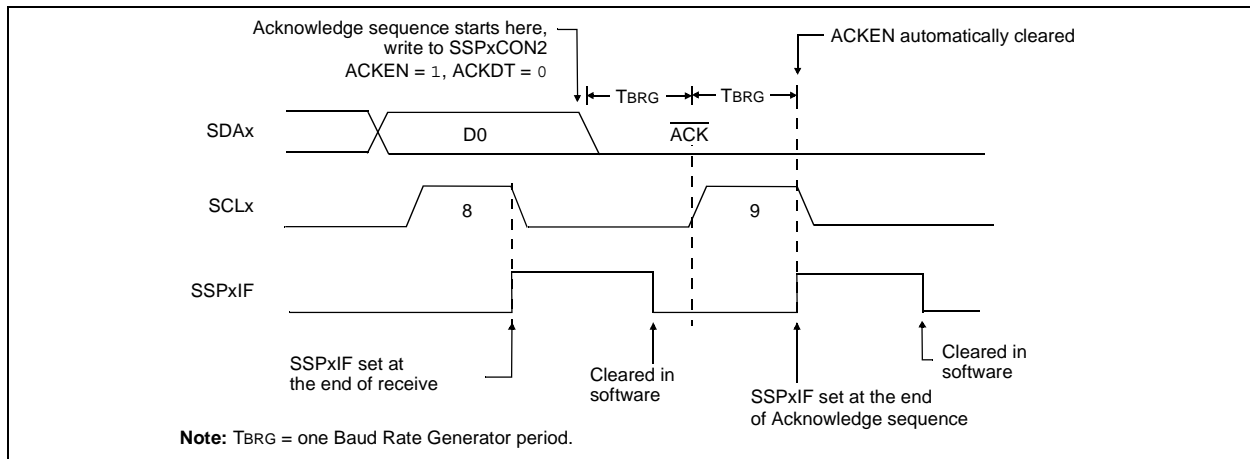 Acknowledge sequence starts here,
write to SSPxCON2
ACKEN = 1, ACKDT = 0
ACKEN automatically cleared
TBRG
TBRG
SDAx
D0
ACK
SCLx
8
9
SSPxIF
SSPxIF set at
the end of receive
Cleared in
software
SSPxIF set at the end
of Acknowledge sequence
Cleared in
software
Note: TBRG = one Baud Rate Generator period.